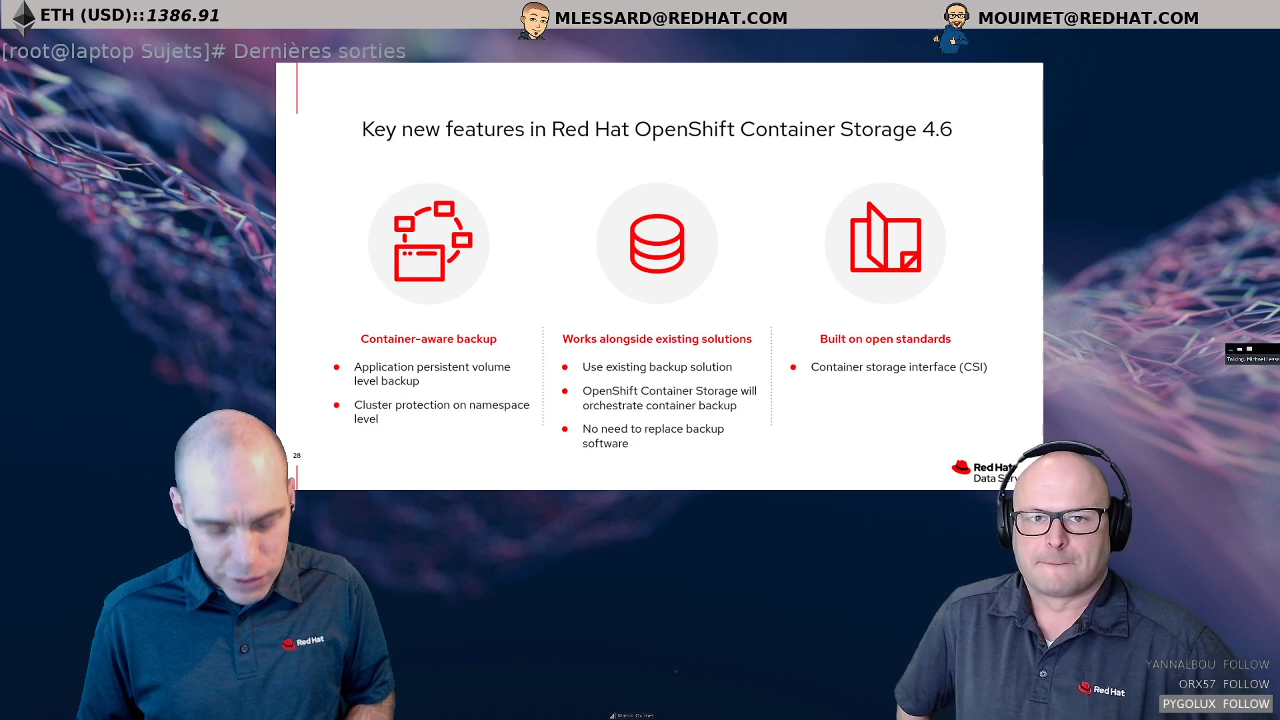 ETH (USD)::1386.91
MLESSARD@REDHAT.COM
MOUIMET@REDHAT.COM
[root@laptop Sujets]# Dernières sorties
Key new features in Red Hat OpenShift Container Storage 4.6
Container-aware backup
Application persistent volume
level backup
Cluster protection on namespace
level
Works alongside existing solutions
Use existing backup solution
OpenShift Container Storage will
orchestrate container backup
No need to replace backup
software
Built on open standards
Container storage interface (CSI)
28
Red Hat
Data
Red Hat
Red Hat
YANNALBOU FOLLOW
ORX57 FOLLOW
PYGOLUX FOLLOW